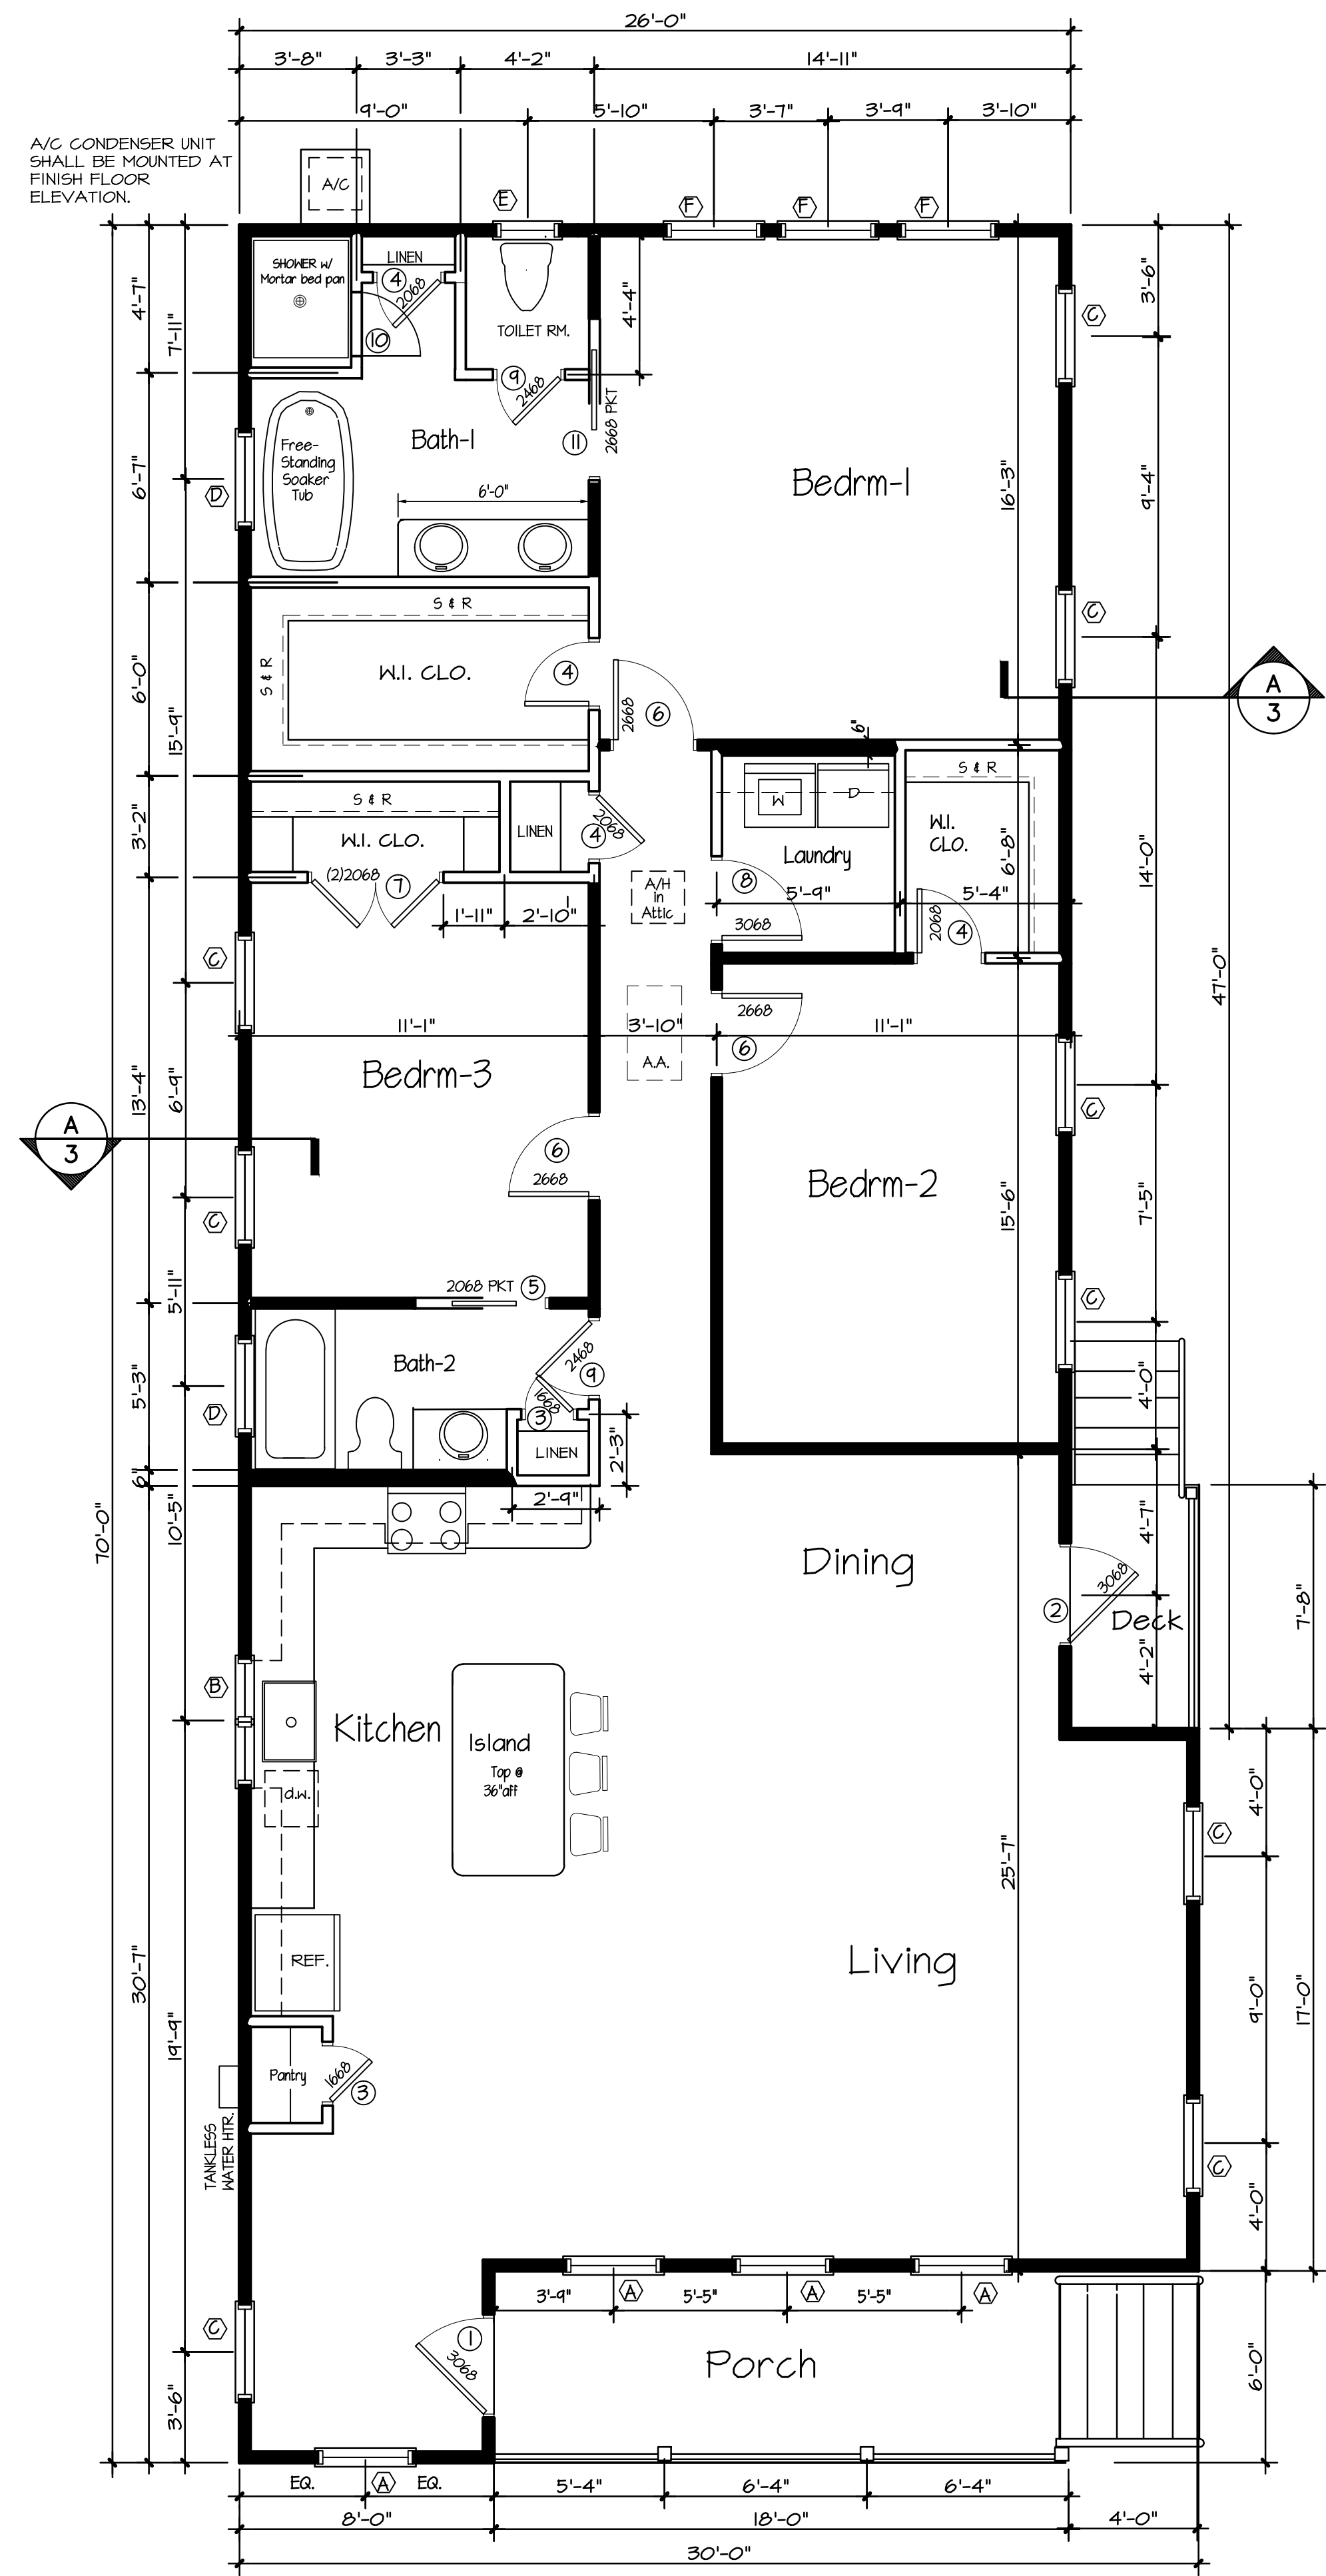 26'-0"
3'-8" 3'-3" 4'-2" 14'-11"
9'-0" 5'-10" 3'-7" 3'-9" 3'-10"
A/C CONDENSER UNIT
SHALL BE MOUNTED AT
FINISH FLOOR
ELEVATION.
A/C
E F F F
SHOWER w/
Mortar bed pan
LINEN
4
2068
10
TOILET RM.
9
2468
4'-4"
2668 PKT
11
4'-7"
7'-11"
3'-6"
C
Bath-1
Free-
Standing
Soaker
Tub
6'-0"
Bedrm-1
16'-3"
9'-4"
6'-7"
D
C
S & R
S & R
W.I. CLO.
4
6'-0"
15'-9"
2668
6
6"
A
3
S & R
W.I. CLO.
(2)2068
7
LINEN
4
2068
3'-2"
1'-11" 2'-10"
A/H
in
Attic
W D
Laundry
8
5'-9"
3068
S & R
W.I.
CLO.
6'-8"
5'-4"
2068
4
14'-0"
47'-0"
C
11'-1" 3'-10" 11'-1"
2668
6
A.A.
Bedrm-3
13'-4"
6'-9"
C
A
3
6
2668
Bedrm-2
15'-6"
7'-5"
C
C
5'-11"
2068 PKT
5
Bath-2
2468
9
1668
3
LINEN
2'-3"
2'-9"
5'-3"
D
6"
4'-0"
70'-0"
10'-5"
Dining
4'-7"
3068
2
Deck
4'-2"
7'-8"
B
Kitchen
Island
Top @
36"aff
d.w.
4'-0"
C
25'-7"
REF.
Living
30'-7"
19'-9"
9'-0"
17'-0"
Pantry
1668
3
TANKLESS
WATER HTR.
C
4'-0"
A A A
3'-9" 5'-5" 5'-5"
C
1
3068
Porch
3'-6"
6'-0"
EQ. A EQ.
5'-4" 6'-4" 6'-4"
8'-0" 18'-0" 4'-0"
30'-0"